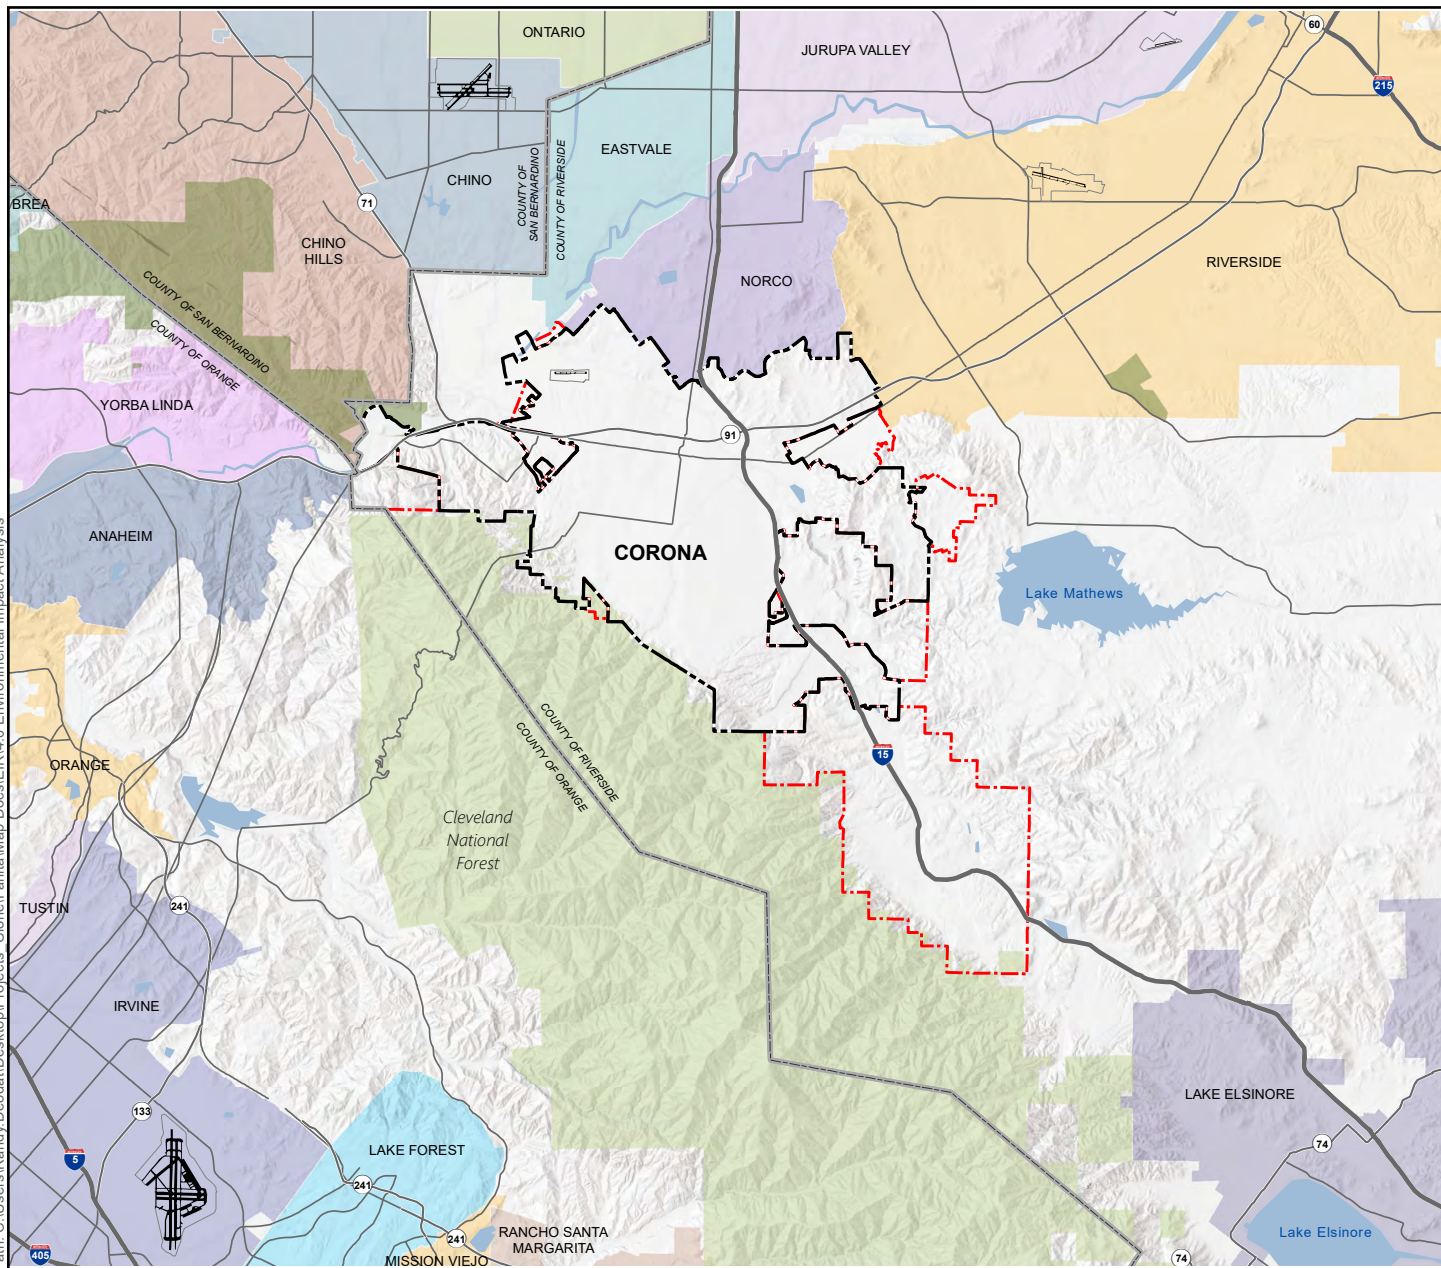 ONTARIO
JURUPA VALLEY
60
215
EASTVALE
CHINO
COUNTY OF
SAN BERNARDINO
COUNTY OF RIVERSIDE
BREA
71
CHINO
HILLS
RIVERSIDE
NORCO
COUNTY OF SAN BERNARDINO
COUNTY OF ORANGE
YORBA LINDA
91
ANAHEIM
CORONA
Lake Mathews
ORANGE
COUNTY OF RIVERSIDE
COUNTY OF ORANGE
15
Cleveland
National
Forest
TUSTIN
241
IRVINE
LAKE ELSINORE
133
LAKE FOREST
74
5
241
RANCHO SANTA
MARGARITA
241
Lake Elsinore
405
MISSION VIEJO
74